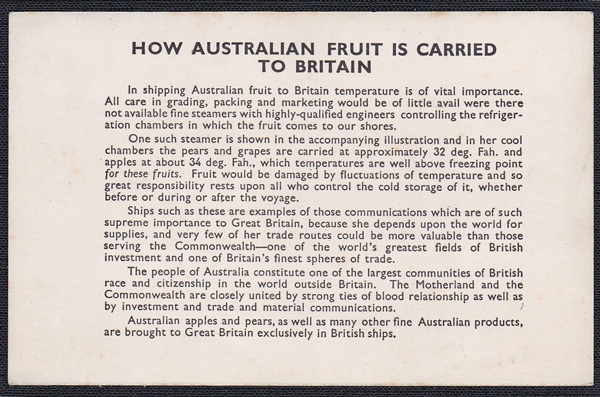 HOW AUSTRALIAN FRUIT IS CARRIED
TO BRITAIN
In shipping Australian fruit to Britain temperature is of vital importance.
All care in grading, packing and marketing would be of little avail were there
not available fine steamers with highly-qualified engineers controlling the refriger-
ation chambers in which the fruit comes to our shores.
One such steamer is shown in the accompanying illustration and in her cool
chambers the pears and grapes are carried at approximately 32 deg. Fah. and
apples at about 34 deg. Fah., which temperatures are well above freezing point
for these fruits. Fruit would be damaged by fluctuations of temperature and so
great responsibility rests upon all who control the cold storage of it, whether
before or during or after the voyage.
Ships such as these are examples of those communications which are of such
supreme importance to Great Britain, because she depends upon the world for
supplies, and very few of her trade routes could be more valuable than those
serving the Commonwealth—one of the world's greatest fields of British
investment and one of Britain's finest spheres of trade.
The people of Australia constitute one of the largest communities of British
race and citizenship in the world outside Britain. The Motherland and the
Commonwealth are closely united by strong ties of blood relationship as well as
by investment and trade and material communications.
Australian apples and pears, as well as many other fine Australian products,
are brought to Great Britain exclusively in British ships.